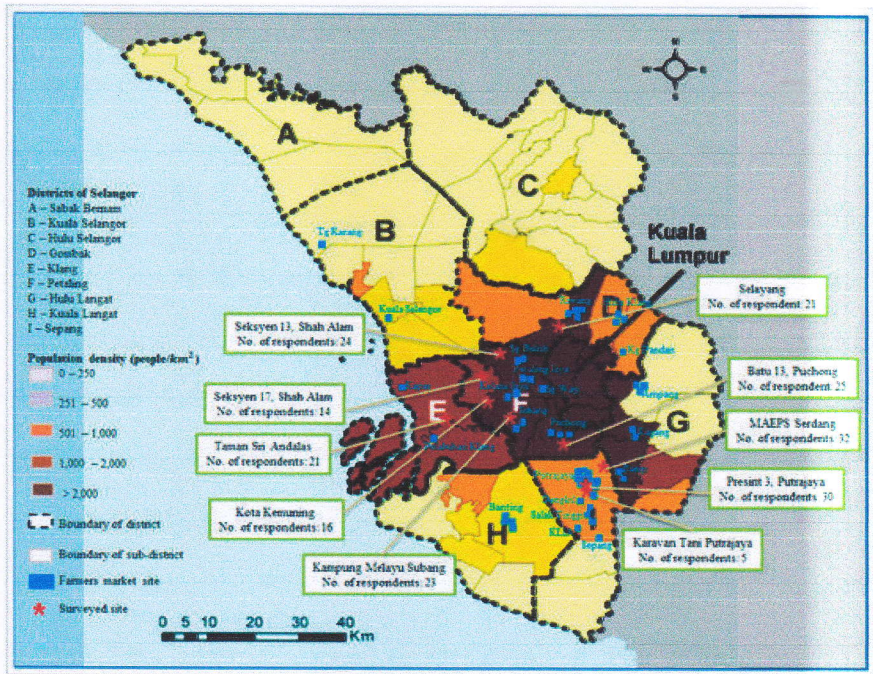 A
B
C
Kuala
Lumpur
Districts of Selangor
A – Sabak Bernam
B – Kuala Selangor
C – Hulu Selangor
D – Gombak
E – Klang
F – Petaling
G – Hulu Langat
H – Kuala Langat
I – Sepang
Population density (people/km²)
0 – 250
251 – 500
501 – 1,000
1,000 – 2,000
> 2,000
Boundary of district
Boundary of sub-district
Farmers market site
Surveyed site
Tg Karang
Kuala Selangor
D
E
F
G
H
Selayang
No. of respondent: 21
Seksyen 13, Shah Alam
No. of respondents: 24
Batu 13, Puchong
No. of respondents: 25
Seksyen 17, Shah Alam
No. of respondents: 14
MAEPS Serdang
No. of respondents: 32
Taman Sri Andalas
No. of respondents: 21
Presint 3, Putrajaya
No. of respondents: 30
Kota Kemuning
No. of respondents: 16
Karavan Tani Putrajaya
No. of respondents: 5
Kampung Melayu Subang
No. of respondents: 23
Kg Pandan
Ampang
Puchong
Putrajaya
Banting
Sepang
0 5 10 20 30 40
Km